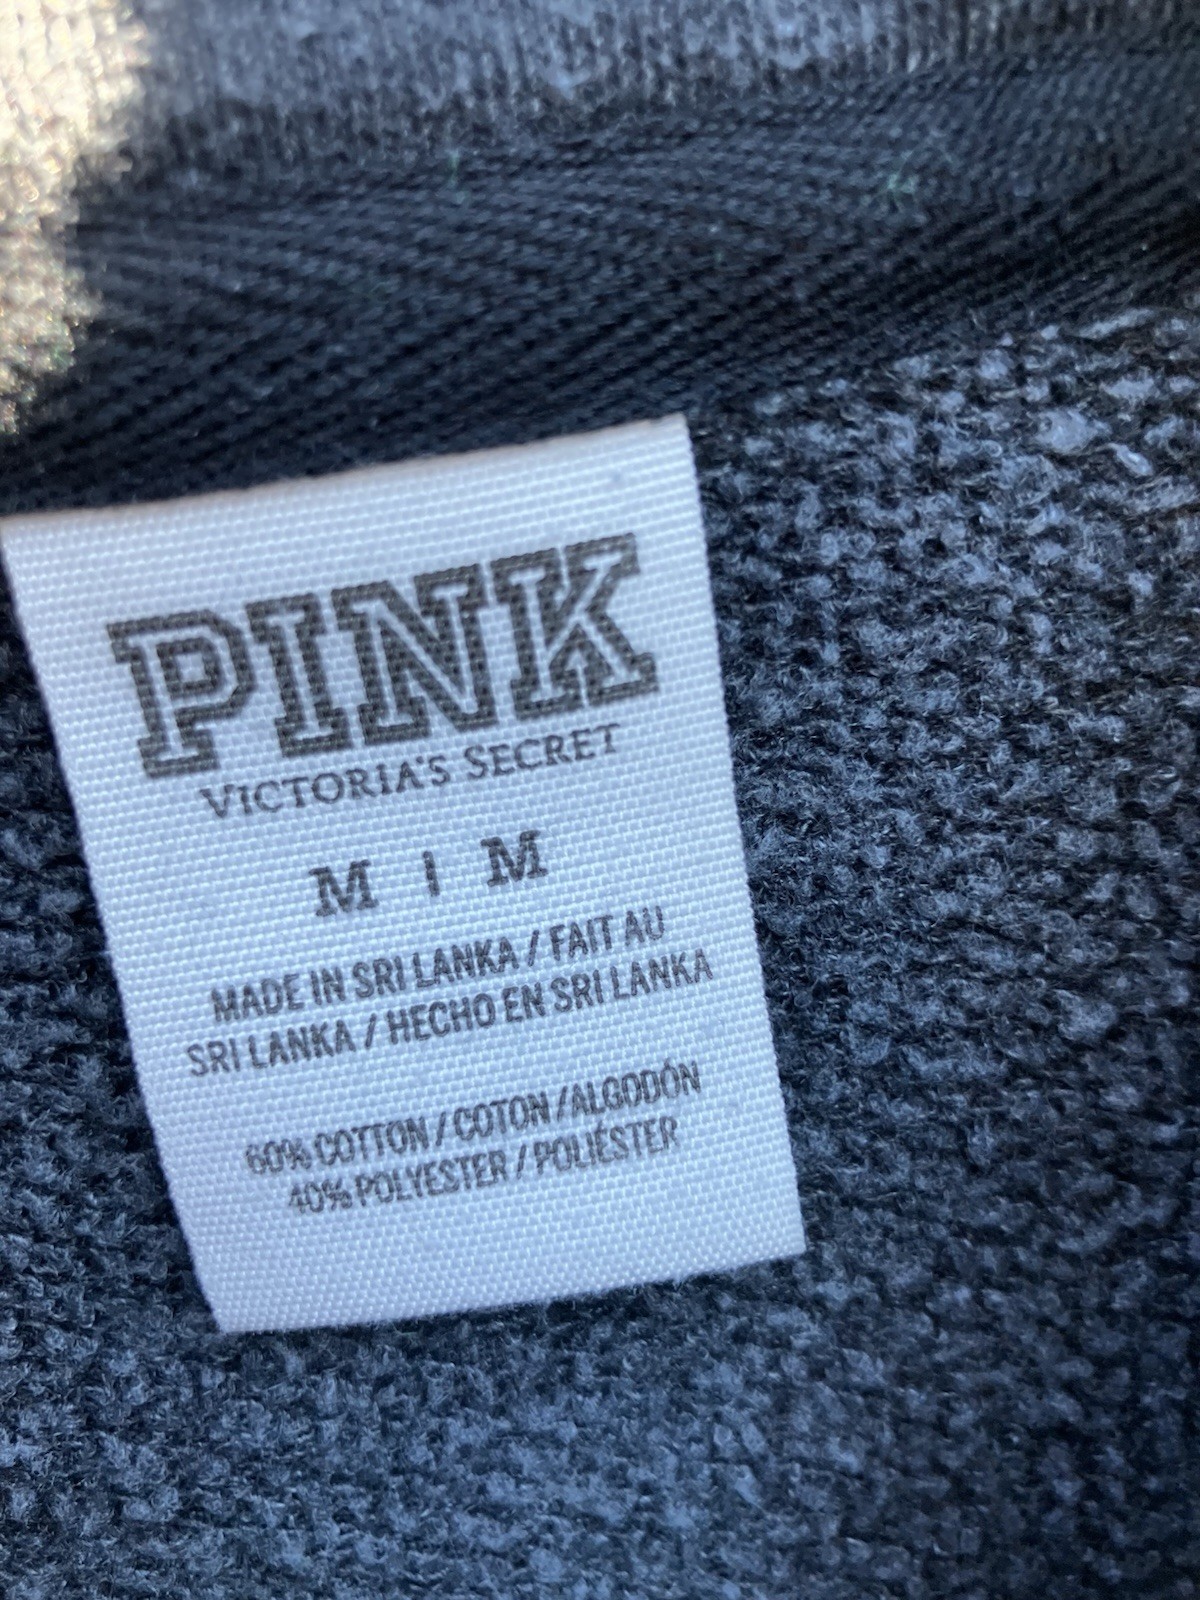 PINK
VICTORIA'S SECRET
M | M
MADE IN SRI LANKA / FAIT AU
SRI LANKA / HECHO EN SRI LANKA
60% COTTON / COTON / ALGODÓN
40% POLYESTER / POLIÉSTER